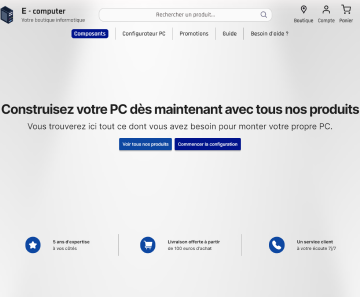 E - computer
Votre boutique informatique
Rechercher un produit...
Boutique
Compte
Panier
Composants
Configurateur PC
Promotions
Guide
Besoin d'aide ?
Construisez votre PC dès maintenant avec tous nos produits
Vous trouverez ici tout ce dont vous avez besoin pour monter votre propre PC.
Voir tous nos produits
Commencer la configuration
5 ans d'expertise
à vos côtés
Livraison offerte à partir
de 100 euros d'achat
Un service client
à votre écoute 7/7